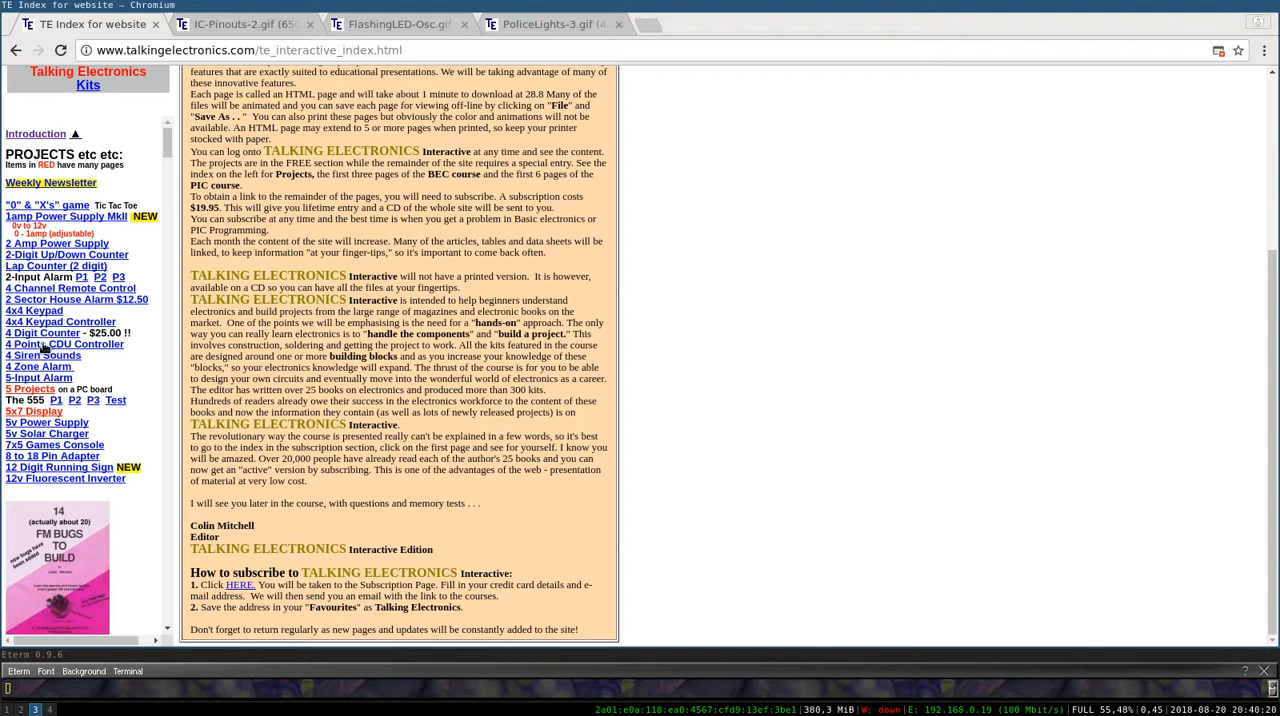 TE Index for website – Chromium
TE Index for website × IC-Pinouts-2.gif (650 × FlashingLED-Osc.gif × PoliceLights-3.gif (4 ×
www.talkingelectronics.com/te_interactive_index.html
Talking Electronics
Kits
Introduction ▲
PROJECTS etc etc:
Items in RED have many pages
Weekly Newsletter
"0" & "X's" game Tic Tac Toe
1amp Power Supply MkII NEW
0v to 12v
0 - 1amp (adjustable)
2 Amp Power Supply
2-Digit Up/Down Counter
Lap Counter (2 digit)
2-Input Alarm P1 P2 P3
4 Channel Remote Control
2 Sector House Alarm $12.50
4x4 Keypad
4x4 Keypad Controller
4 Digit Counter - $25.00 !!
4 Point CDU Controller
4 Siren Sounds
4 Zone Alarm
5-Input Alarm
5 Projects on a PC board
The 555 P1 P2 P3 Test
5x7 Display
5v Power Supply
5v Solar Charger
7x5 Games Console
8 to 18 Pin Adapter
12 Digit Running Sign NEW
12v Fluorescent Inverter
14
(actually about 20)
FM BUGS
new bugs have
been added
TO
BUILD
features that are exactly suited to educational presentations. We will be taking advantage of many of
these innovative features.
Each page is called an HTML page and will take about 1 minute to download at 28.8 Many of the
files will be animated and you can save each page for viewing off-line by clicking on "File" and
"Save As . . " You can also print these pages but obviously the color and animations will not be
available. An HTML page may extend to 5 or more pages when printed, so keep your printer
stocked with paper.
You can log onto TALKING ELECTRONICS Interactive at any time and see the content.
The projects are in the FREE section while the remainder of the site requires a special entry. See the
index on the left for Projects, the first three pages of the BEC course and the first 6 pages of the
PIC course.
To obtain a link to the remainder of the pages, you will need to subscribe. A subscription costs
$19.95. This will give you lifetime entry and a CD of the whole site will be sent to you.
You can subscribe at any time and the best time is when you get a problem in Basic electronics or
PIC Programming.
Each month the content of the site will increase. Many of the articles, tables and data sheets will be
linked, to keep information "at your finger-tips," so it's important to come back often.
TALKING ELECTRONICS Interactive will not have a printed version. It is however,
available on a CD so you can have all the files at your fingertips.
TALKING ELECTRONICS Interactive is intended to help beginners understand
electronics and build projects from the large range of magazines and electronic books on the
market. One of the points we will be emphasising is the need for a "hands-on" approach. The only
way you can really learn electronics is to "handle the components" and "build a project." This
involves construction, soldering and getting the project to work. All the kits featured in the course
are designed around one or more building blocks and as you increase your knowledge of these
"blocks," so your electronics knowledge will expand. The thrust of the course is for you to be able
to design your own circuits and eventually move into the wonderful world of electronics as a career.
The editor has written over 25 books on electronics and produced more than 300 kits.
Hundreds of readers already owe their success in the electronics workforce to the content of these
books and now the information they contain (as well as lots of newly released projects) is on
TALKING ELECTRONICS Interactive.
The revolutionary way the course is presented really can't be explained in a few words, so it's best
to go to the index in the subscription section, click on the first page and see for yourself. I know you
will be amazed. Over 20,000 people have already read each of the author's 25 books and you can
now get an "active" version by subscribing. This is one of the advantages of the web - presentation
of material at very low cost.
I will see you later in the course, with questions and memory tests . . .
Colin Mitchell
Editor
TALKING ELECTRONICS Interactive Edition
How to subscribe to TALKING ELECTRONICS Interactive:
1. Click HERE. You will be taken to the Subscription Page. Fill in your credit card details and e-
mail address. We will then send you an email with the link to the courses.
2. Save the address in your "Favourites" as Talking Electronics.
Don't forget to return regularly as new pages and updates will be constantly added to the site!
Eterm 0.9.6
Eterm Font Background Terminal
1 2 3 4 2a01:e0a:118:ea0:4567:cfd9:13ef:3be1|380,3 MiB|W: down|E: 192.168.0.19 (100 Mbit/s)|FULL 55,48%|0,45|2018-08-20 20:40:20